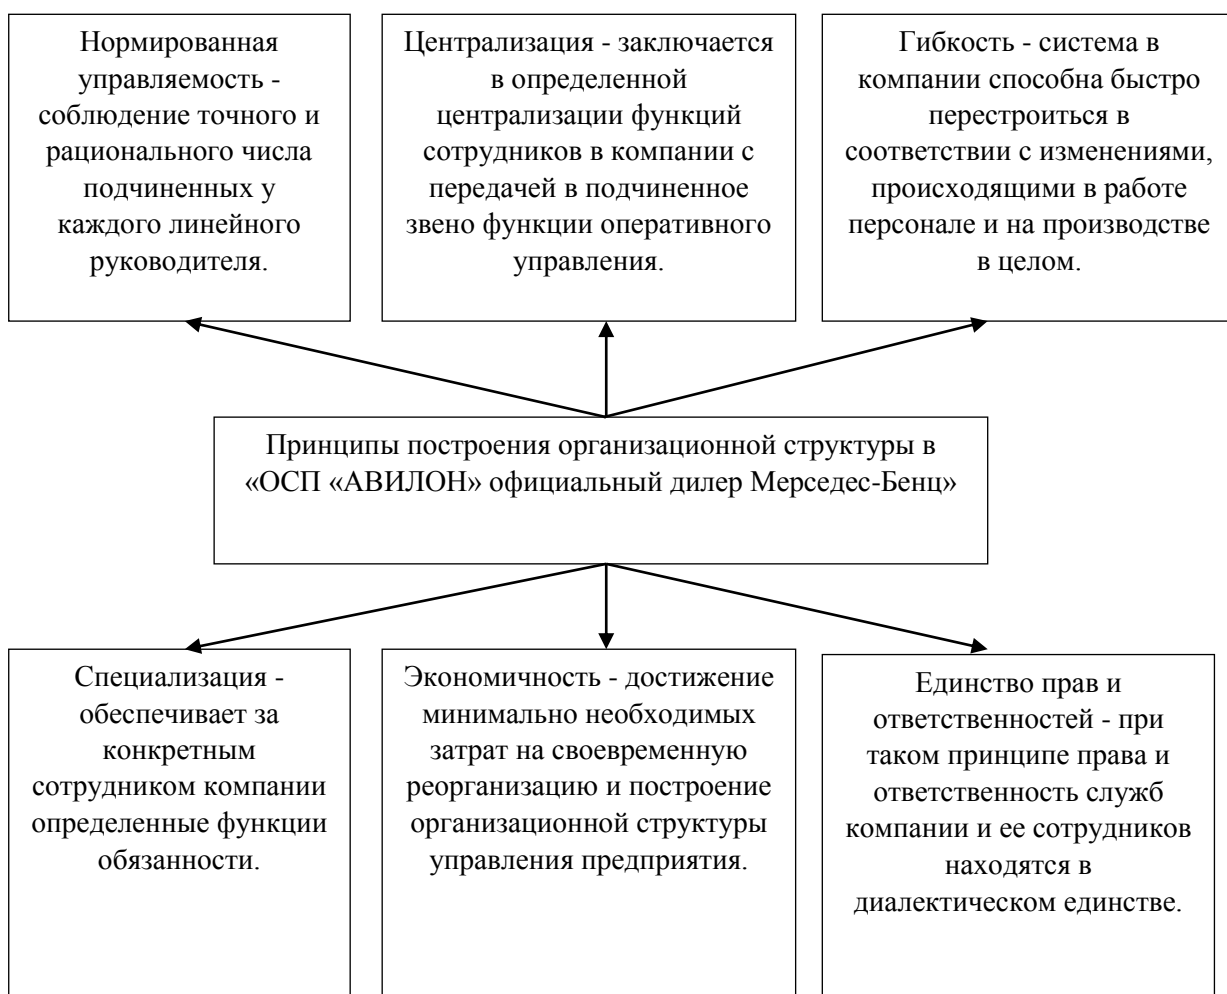 Нормированная
управляемость -
соблюдение точного и
рационального числа
подчиненных у
каждого линейного
руководителя.
Централизация - заключается
в определенной
централизации функций
сотрудников в компании с
передачей в подчиненное
звено функции оперативного
управления.
Гибкость - система в
компании способна быстро
перестроиться в
соответствии с изменениями,
происходящими в работе
персонале и на производстве
в целом.
Принципы построения организационной структуры в
«ОСП «АВИЛОН» официальный дилер Мерседес-Бенц»
Специализация -
обеспечивает за
конкретным
сотрудником компании
определенные функции
обязанности.
Экономичность - достижение
минимально необходимых
затрат на своевременную
реорганизацию и построение
организационной структуры
управления предприятия.
Единство прав и
ответственностей - при
таком принципе права и
ответственность служб
компании и ее сотрудников
находятся в
диалектическом единстве.